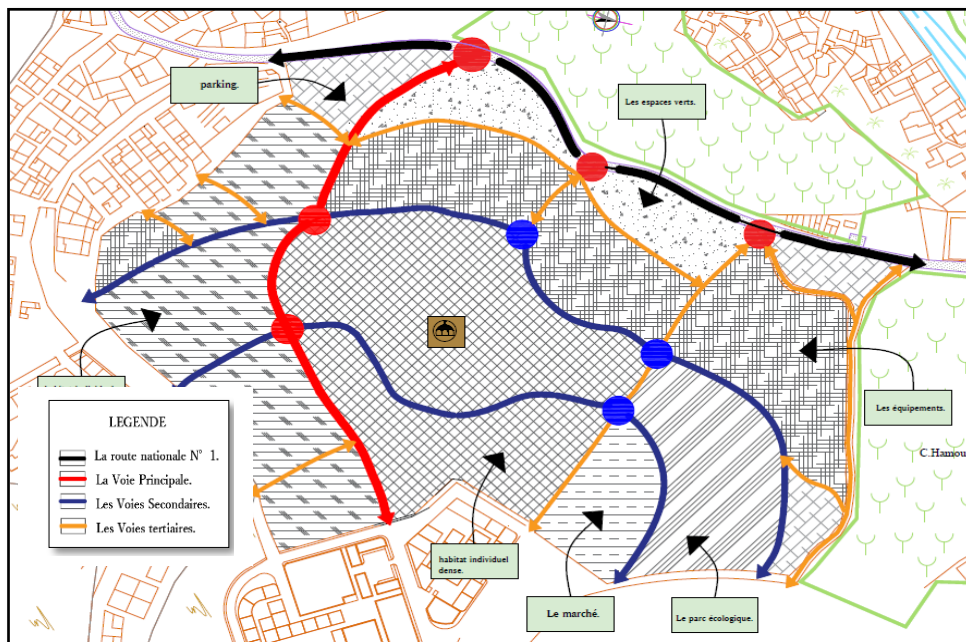 parking.
Les espaces verts.
Les équipements.
C.Hamou
LEGENDE
La route nationale N° 1.
La Voie Principale.
Les Voies Secondaires.
Les Voies tertiaires.
habitat individuel
dense.
Le marché.
Le parc écologique.